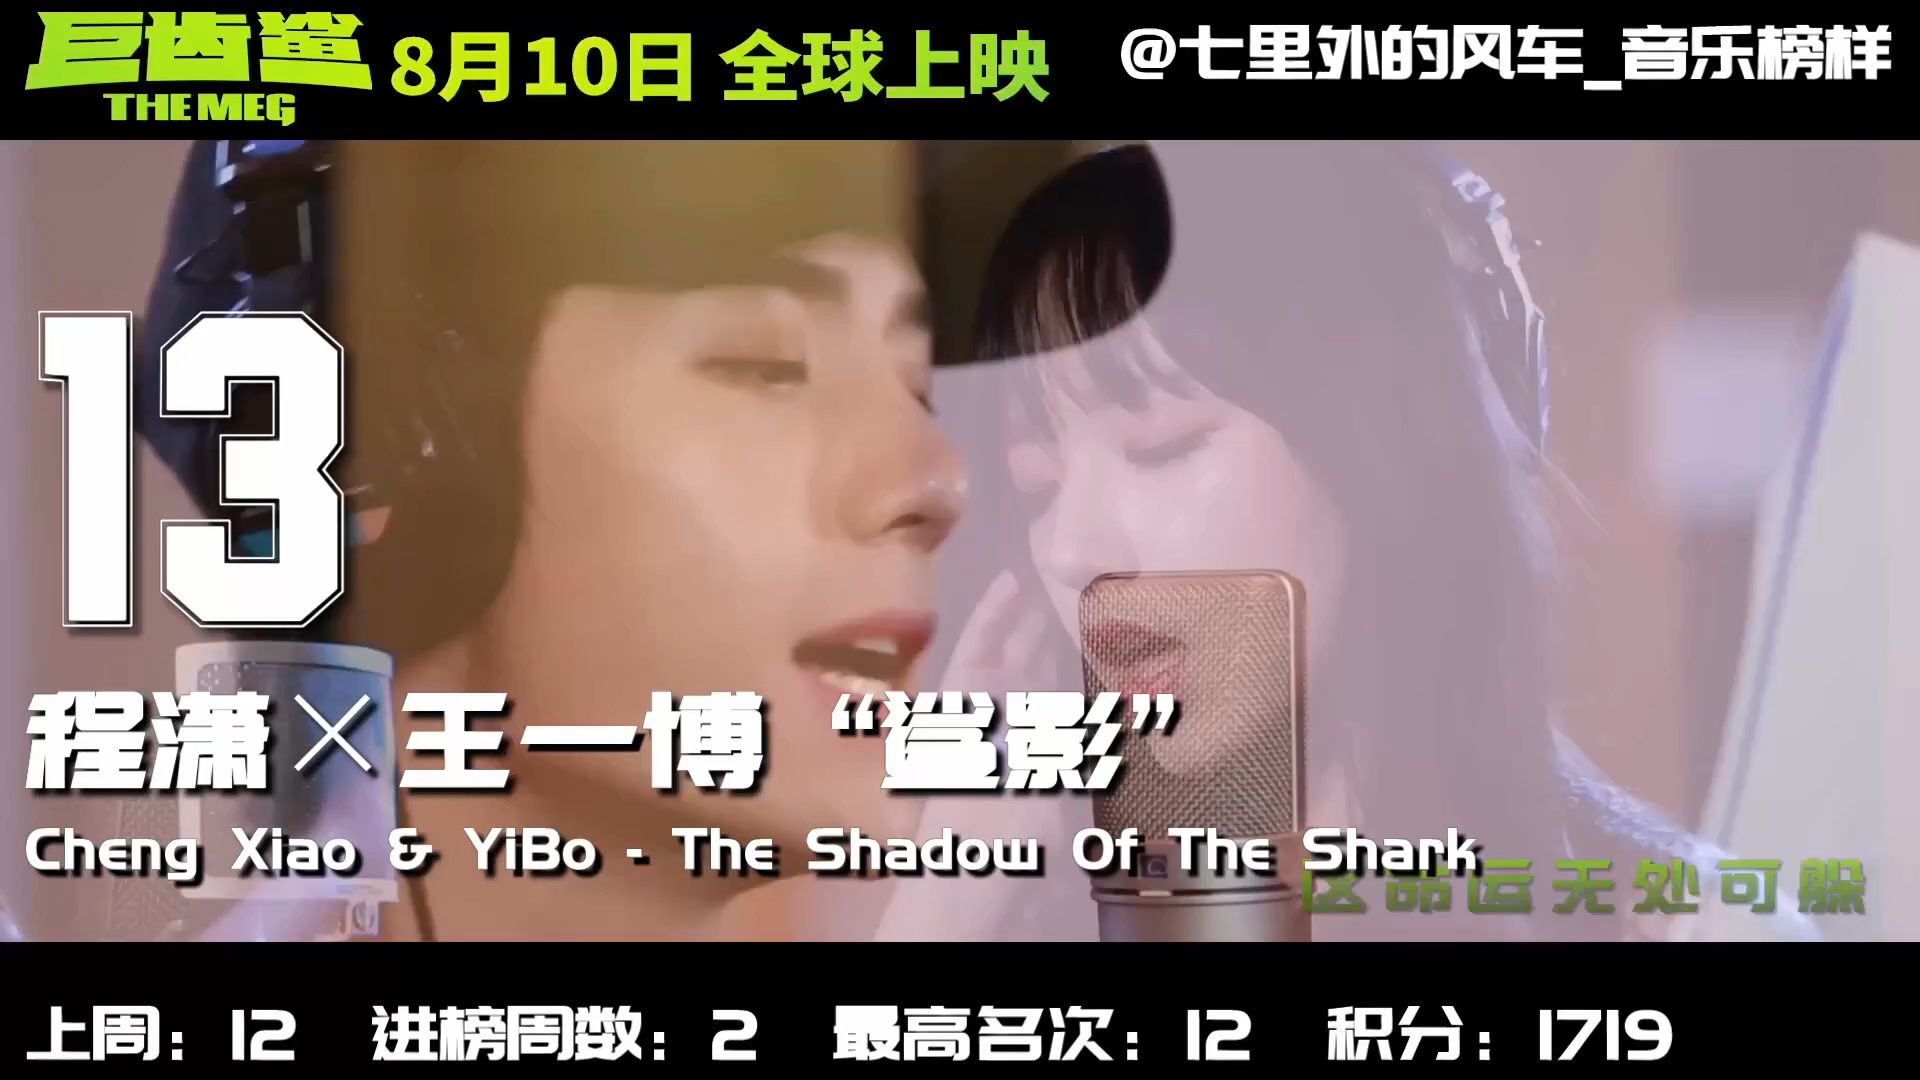 巨齿鲨
THE MEG
8月10日 全球上映
@七里外的风车_音乐榜样
13
程潇×王一博 “鲨影”
Cheng Xiao & YiBo - The Shadow Of The Shark
这命运无处可躲
上周：12 进榜周数：2 最高名次：12 积分：1719